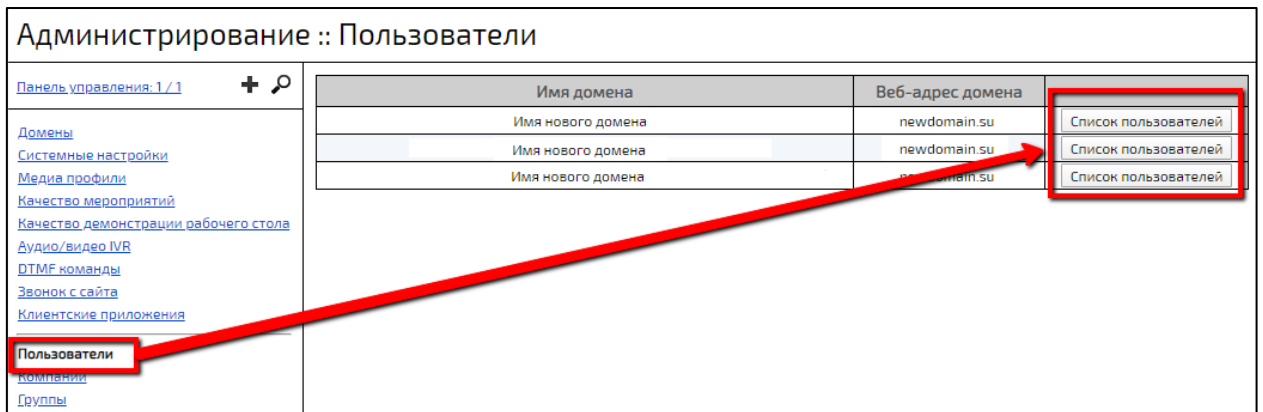 Администрирование :: Пользователи
Панель управления: 1 / 1
Домены
Системные настройки
Медиа профили
Качество мероприятий
Качество демонстрации рабочего стола
Аудио/видео IVR
DTMF команды
Звонок с сайта
Клиентские приложения
Пользователи
Компании
Группы
Имя домена Веб-адрес домена
Имя нового домена newdomain.su Список пользователей
Имя нового домена newdomain.su Список пользователей
Имя нового домена newdomain.su Список пользователей